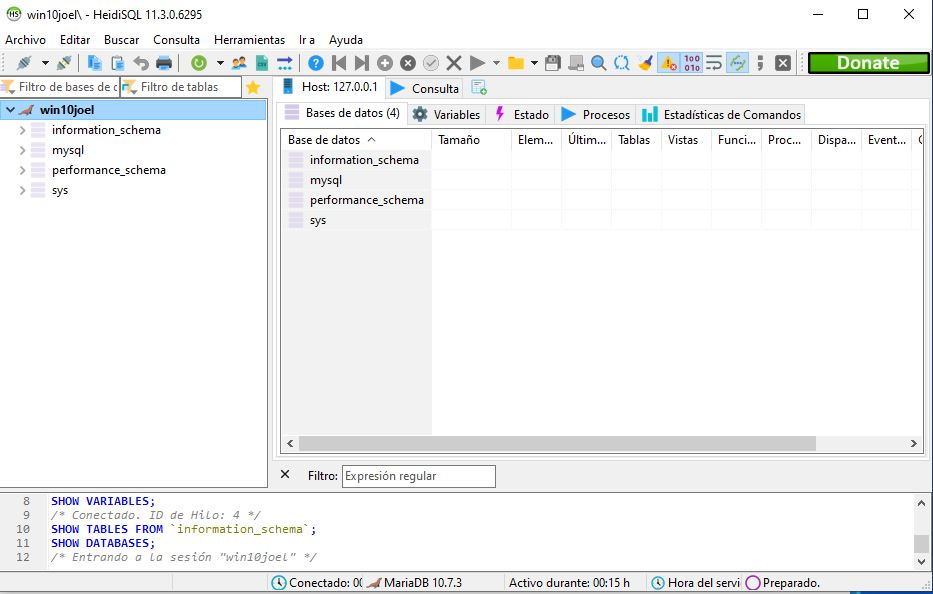 win10joel\ - HeidiSQL 11.3.0.6295
Archivo Editar Buscar Consulta Herramientas Ir a Ayuda
Donate
Filtro de bases de d Filtro de tablas
Host: 127.0.0.1 Consulta
win10joel
information_schema
mysql
performance_schema
sys
Bases de datos (4) Variables Estado Procesos Estadísticas de Comandos
Base de datos Tamaño Elem... Últim... Tablas Vistas Funci... Proc... Dispa... Event...
information_schema
mysql
performance_schema
sys
Filtro: Expresión regular
8 SHOW VARIABLES;
9 /* Conectado. ID de Hilo: 4 */
10 SHOW TABLES FROM `information_schema`;
11 SHOW DATABASES;
12 /* Entrando a la sesión "win10joel" */
Conectado: 00 MariaDB 10.7.3 Activo durante: 00:15 h Hora del servi Preparado.